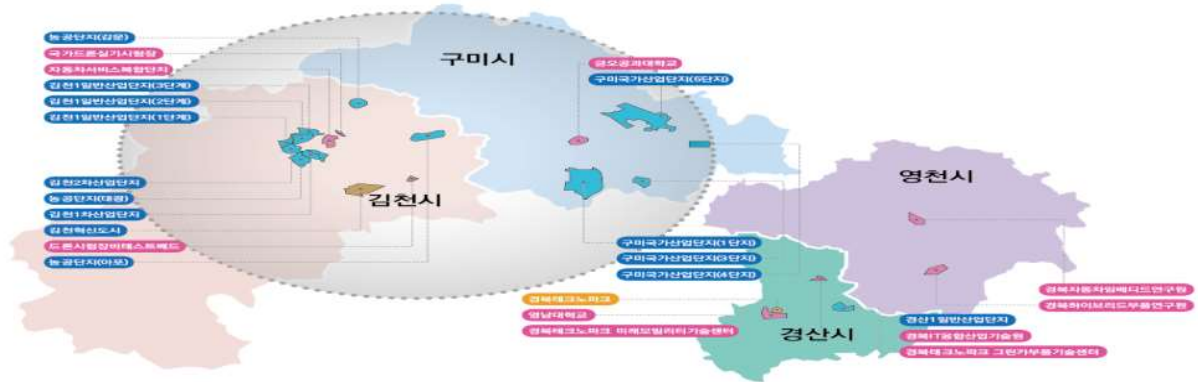 농공단지(감문)
국가드론실기시험장
자동차서비스복합단지
김천1일반산업단지(3단계)
김천1일반산업단지(2단계)
김천1일반산업단지(1단계)
김천2차산업단지
농공단지(대광)
김천1차산업단지
김천혁신도시
드론시험장비테스트베드
농공단지(아포)
김천시
구미시
금오공과대학교
구미국가산업단지(5단지)
구미국가산업단지(1단지)
구미국가산업단지(3단지)
구미국가산업단지(4단지)
경북테크노파크
영남대학교
경북테크노파크 미래모빌리티기술센터
영천시
경북자동차임베디드연구원
경북하이브리드부품연구원
경산시
경산1일반산업단지
경북IT융합산업기술원
경북테크노파크 그린카부품기술센터